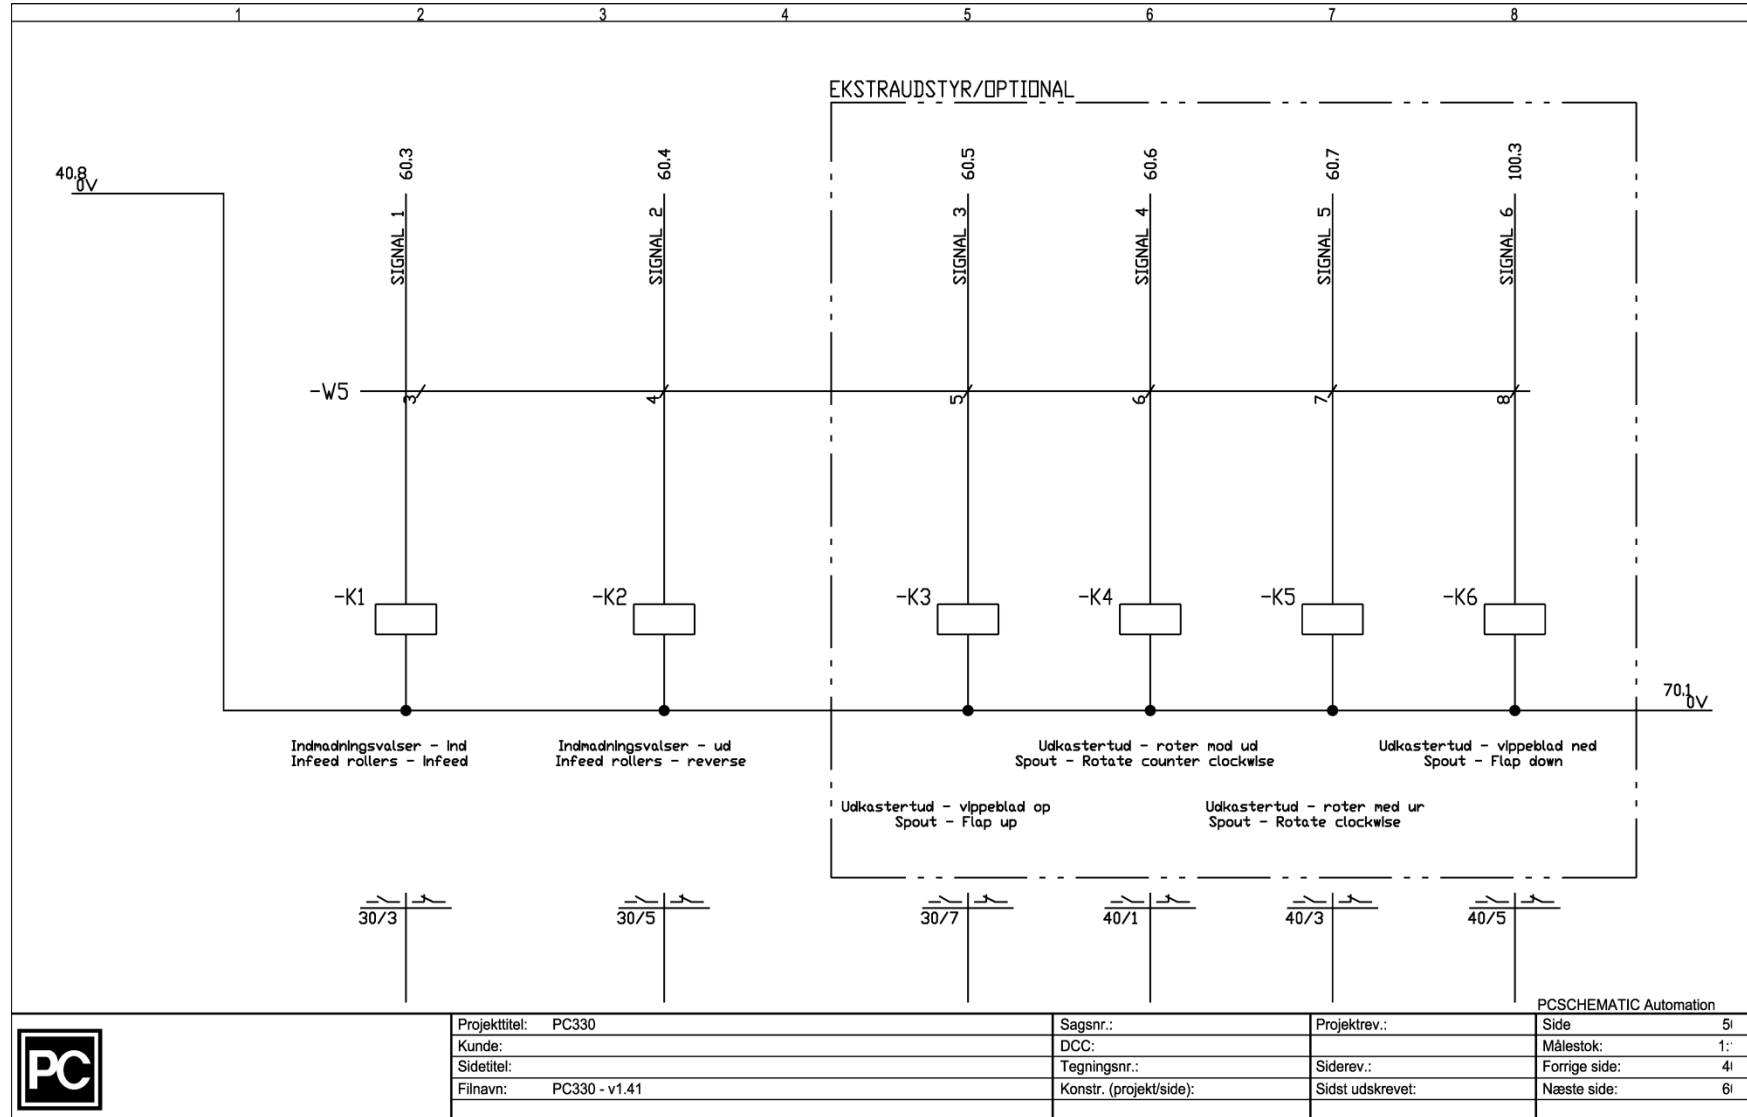 1 2 3 4 5 6 7 8
EKSTRAUDSTYR/OPTIONAL
40.8
0V
60.3
60.4
60.5
60.6
60.7
100.3
SIGNAL 1
SIGNAL 2
SIGNAL 3
SIGNAL 4
SIGNAL 5
SIGNAL 6
-W5
3 4 5 6 7 8
-K1 -K2 -K3 -K4 -K5 -K6
70.1
0V
Indmadningsvalser - ind
Infeed rollers - infeed
Indmadningsvalser - ud
Infeed rollers - reverse
Udkastertud - vippeblad op
Spout - Flap up
Udkastertud - roter mod ud
Spout - Rotate counter clockwise
Udkastertud - roter med ur
Spout - Rotate clockwise
Udkastertud - vippeblad ned
Spout - Flap down
30/3 30/5 30/7 40/1 40/3 40/5
PCSCHEMATIC Automation
PC
Projekttitel: PC330
Kunde:
Sidetitel:
Filnavn: PC330 - v1.41
Sagsnr.:
DCC:
Tegningsnr.:
Konstr. (projekt/side):
Projektrev.:
Siderev.:
Sidst udskrevet:
Side
Målestok:
Forrige side:
Næste side: